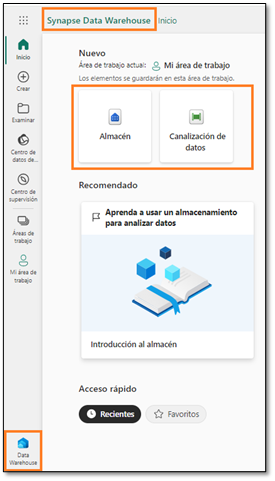 Synapse Data Warehouse Inicio
Inicio
Crear
Examinar
Centro de
datos de...
Centro de
supervisión
Áreas de
trabajo
Mi área de
trabajo
Data
Warehouse
Nuevo
Área de trabajo actual: Mi área de trabajo
Los elementos se guardarán en esta área de trabajo.
Almacén
Canalización de
datos
Recomendado
Aprenda a usar un almacenamiento
para analizar datos
Introducción al almacén
Acceso rápido
Recientes
Favoritos